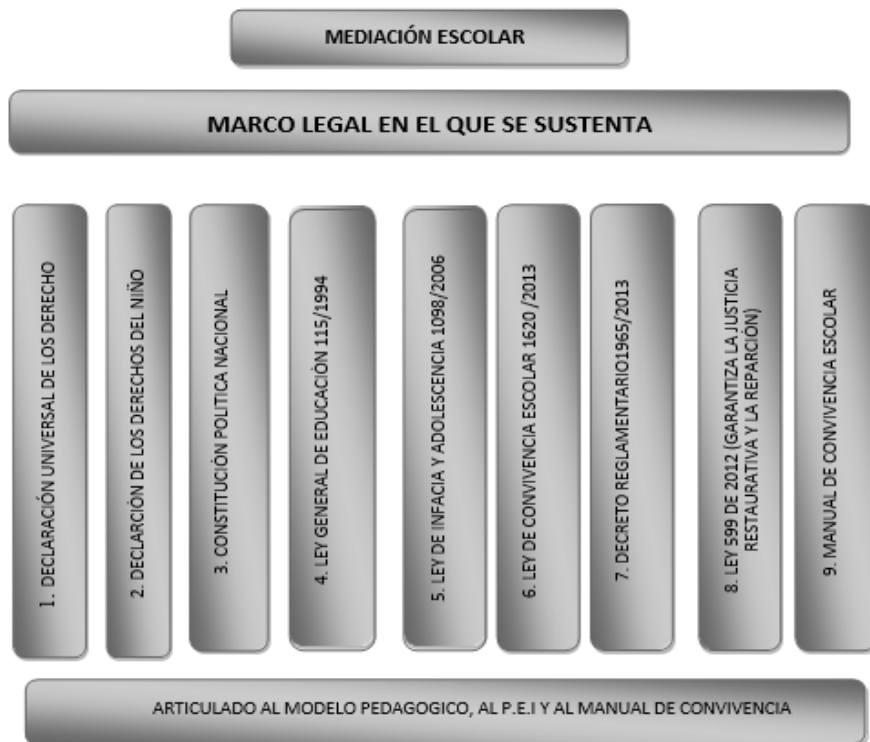 MEDIACIÓN ESCOLAR
MARCO LEGAL EN EL QUE SE SUSTENTA
1. DECLARACIÓN UNIVERSAL DE LOS DERECHO
2. DECLARCIÓN DE LOS DERECHOS DEL NIÑO
3. CONSTITUCIÓN POLITICA NACIONAL
4. LEY GENERAL DE EDUCACIÓN 115/1994
5. LEY DE INFACIA Y ADOLESCENCIA 1098/2006
6. LEY DE CONVIVENCIA ESCOLAR 1620 /2013
7. DECRETO REGLAMENTARIO1965/2013
8. LEY 599 DE 2012 (GARANTIZA LA JUSTICIA
RESTAURATIVA Y LA REPARCIÓN)
9. MANUAL DE CONVIVENCIA ESCOLAR
ARTICULADO AL MODELO PEDAGOGICO, AL P.E.I Y AL MANUAL DE CONVIVENCIA